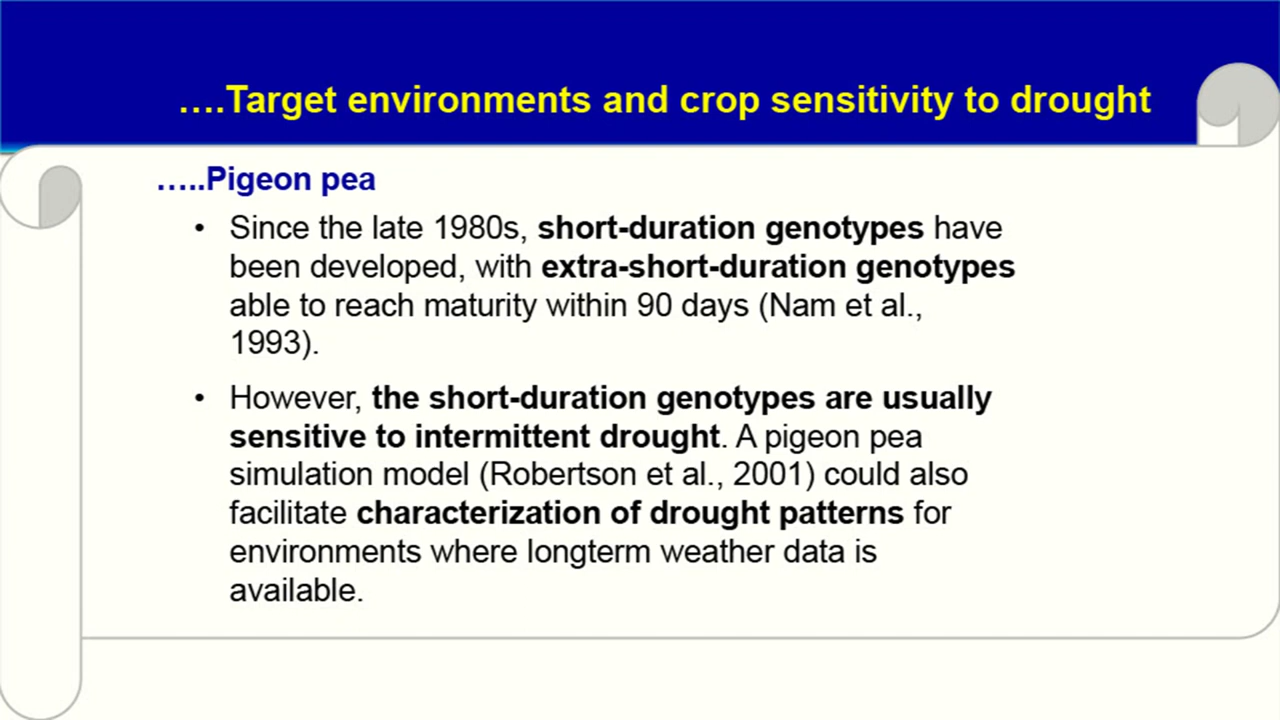 ….Target environments and crop sensitivity to drought
…..Pigeon pea
• Since the late 1980s, short-duration genotypes have
been developed, with extra-short-duration genotypes
able to reach maturity within 90 days (Nam et al.,
1993).
• However, the short-duration genotypes are usually
sensitive to intermittent drought. A pigeon pea
simulation model (Robertson et al., 2001) could also
facilitate characterization of drought patterns for
environments where longterm weather data is
available.